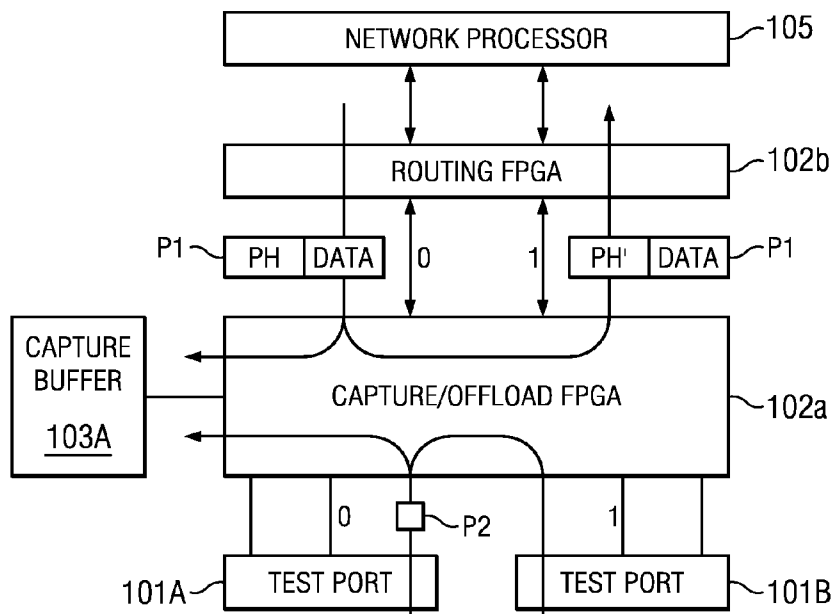 NETWORK PROCESSOR
105
ROUTING FPGA
102b
P1
PH
DATA
0
1
PH'
DATA
P1
CAPTURE
BUFFER
103A
CAPTURE/OFFLOAD FPGA
102a
0
P2
1
101A
TEST PORT
TEST PORT
101B